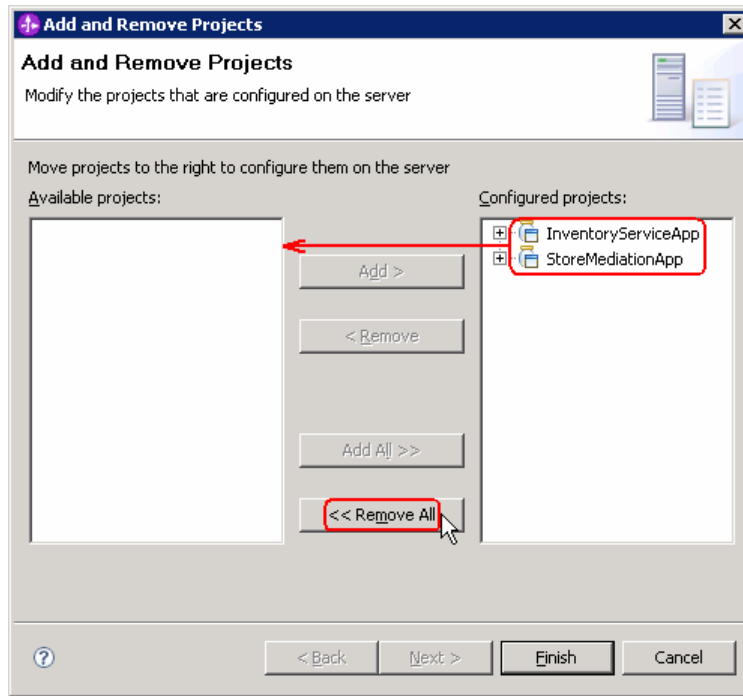 Add and Remove Projects
Add and Remove Projects
Modify the projects that are configured on the server
Move projects to the right to configure them on the server
Available projects:
Configured projects:
InventoryServiceApp
StoreMediationApp
Add >
< Remove
Add All >>
<< Remove All
< Back
Next >
Finish
Cancel